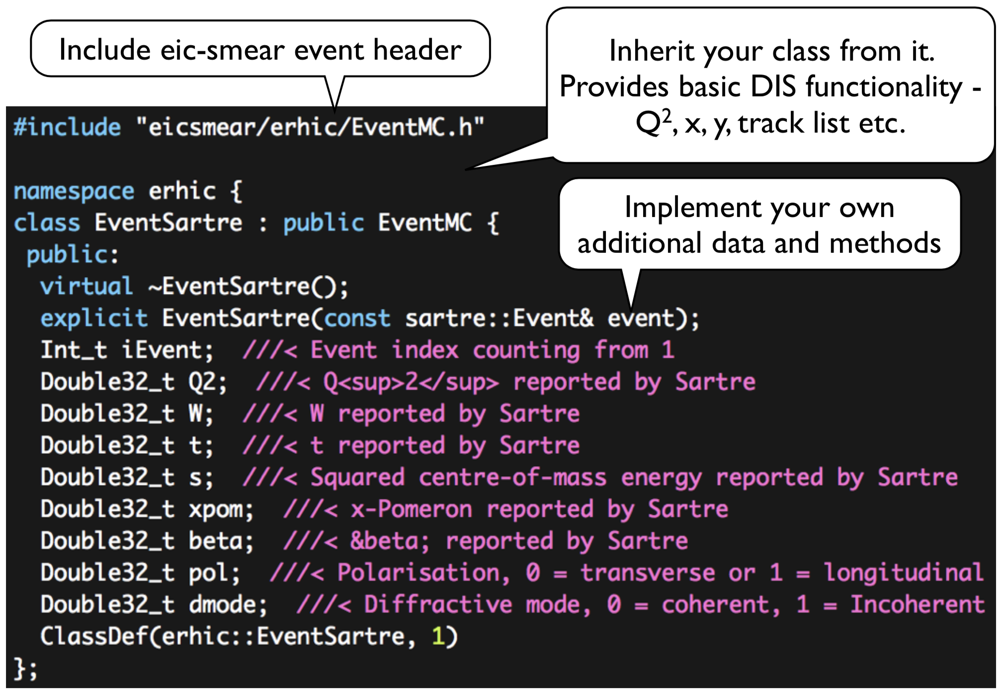 Include eic-smear event header
Inherit your class from it.
Provides basic DIS functionality -
Q², x, y, track list etc.
#include "eicsmear/erhic/EventMC.h"
namespace erhic {
class EventSartre : public EventMC {
Implement your own
additional data and methods
 public:
  virtual ~EventSartre();
  explicit EventSartre(const sartre::Event& event);
  Int_t iEvent;  ///< Event index counting from 1
  Double32_t Q2;  ///< Q<sup>2</sup> reported by Sartre
  Double32_t W;  ///< W reported by Sartre
  Double32_t t;  ///< t reported by Sartre
  Double32_t s;  ///< Squared centre-of-mass energy reported by Sartre
  Double32_t xpom;  ///< x-Pomeron reported by Sartre
  Double32_t beta;  ///< &beta; reported by Sartre
  Double32_t pol;  ///< Polarisation, 0 = transverse or 1 = longitudinal
  Double32_t dmode;  ///< Diffractive mode, 0 = coherent, 1 = Incoherent
  ClassDef(erhic::EventSartre, 1)
};